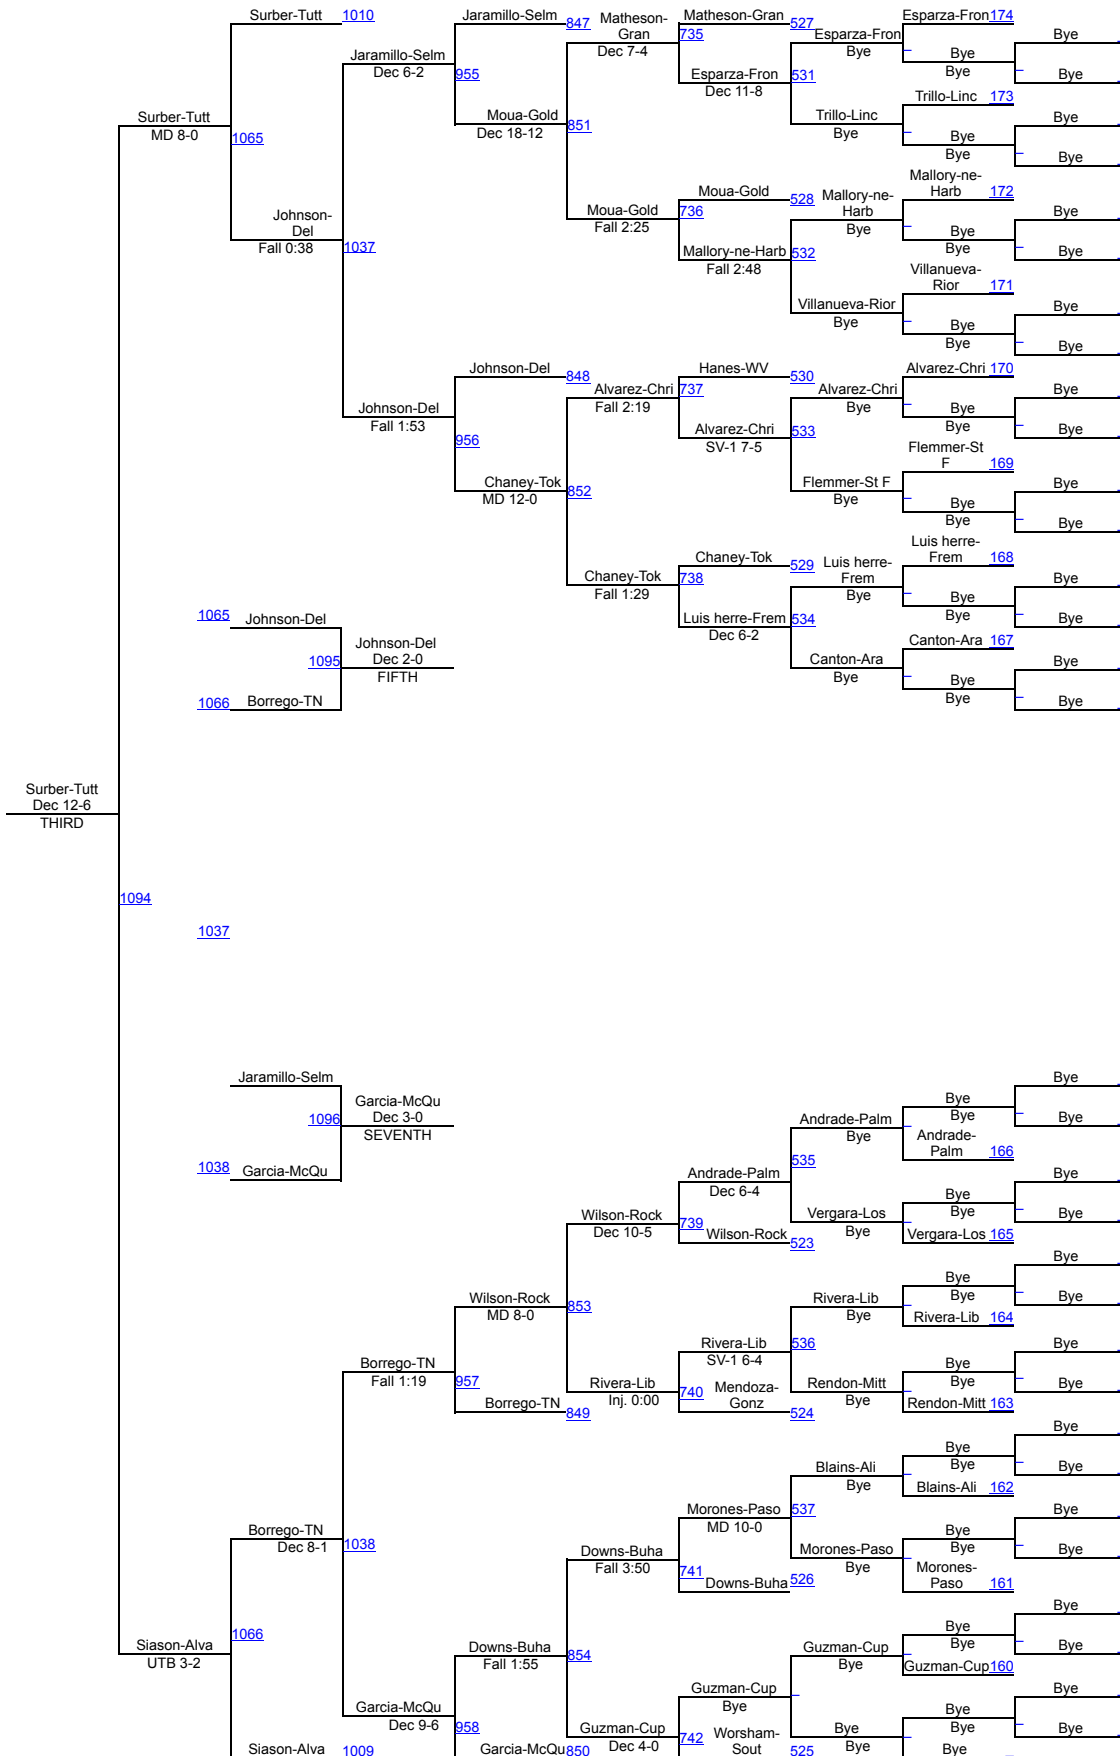 Surber-Tutt 1010
Jaramillo-Selm 847
Matheson-
Gran
Dec 7-4
Matheson-Gran 527
735
Esparza-Fron 174
Esparza-Fron
Bye
Bye
Bye
Bye
Bye
Jaramillo-Selm
Dec 6-2
955
Esparza-Fron 531
Dec 11-8
Trillo-Linc 173
Surber-Tutt
MD 8-0
1065
Moua-Gold
Dec 18-12
851
Trillo-Linc
Bye
Bye
Bye
Bye
Bye
Mallory-ne-
Harb 172
Moua-Gold 528
Mallory-ne-
Harb
Bye
Moua-Gold
Fall 2:25
736
Bye
Bye
Bye
Bye
Johnson-
Del
Fall 0:38
1037
Mallory-ne-Harb 532
Fall 2:48
Villanueva-
Rior 171
Villanueva-Rior
Bye
Bye
Bye
Bye
Bye
Johnson-Del 848
Hanes-WV 530
Alvarez-Chri 170
Alvarez-Chri 737
Fall 2:19
Alvarez-Chri
Bye
Bye
Bye
Bye
Bye
Johnson-Del
Fall 1:53
956
Alvarez-Chri 533
SV-1 7-5
Flemmer-St
F 169
Chaney-Tok 852
MD 12-0
Flemmer-St F
Bye
Bye
Bye
Bye
Bye
Luis herre-
Frem 168
Chaney-Tok 529
Luis herre-
Frem
Bye
Chaney-Tok 738
Fall 1:29
Bye
Bye
Bye
Bye
1065 Johnson-Del
Luis herre-Frem 534
Dec 6-2
Canton-Ara 167
1095
Johnson-Del
Dec 2-0
FIFTH
Canton-Ara
Bye
Bye
Bye
Bye
Bye
1066 Borrego-TN
Surber-Tutt
Dec 12-6
THIRD
1094
1037
Jaramillo-Selm
1096
Garcia-McQu
Dec 3-0
SEVENTH
1038 Garcia-McQu
Bye
Bye
Bye
Bye
Andrade-Palm
Bye
Andrade-
Palm 166
535
Andrade-Palm
Dec 6-4
Bye
Bye
Bye
Bye
Wilson-Rock
Dec 10-5
739
Wilson-Rock 523
Vergara-Los
Bye
Vergara-Los 165
Bye
Bye
Bye
Bye
Wilson-Rock 853
MD 8-0
Rivera-Lib
Bye
Rivera-Lib 164
Rivera-Lib 536
SV-1 6-4
Bye
Bye
Bye
Bye
Borrego-TN
Fall 1:19
957
Rivera-Lib
Inj. 0:00
740
Mendoza-
Gonz 524
Rendon-Mitt
Bye
Rendon-Mitt 163
Borrego-TN 849
Bye
Bye
Bye
Bye
Blains-Ali
Bye
Blains-Ali 162
Morones-Paso 537
MD 10-0
Bye
Bye
Bye
Bye
Borrego-TN
Dec 8-1
1038
Downs-Buha
Fall 3:50
741
Downs-Buha 526
Morones-Paso
Bye
Morones-
Paso 161
Bye
Bye
Bye
Bye
Siason-Alva
UTB 3-2
1066
Downs-Buha 854
Fall 1:55
Guzman-Cup
Bye
Guzman-Cup 160
Guzman-Cup
Bye
Bye
Bye
Bye
Bye
Garcia-McQu
Dec 9-6
958
Guzman-Cup
Dec 4-0
742
Worsham-
Sout 525
Bye
Bye
Bye
Siason-Alva 1009
Garcia-McQu 850